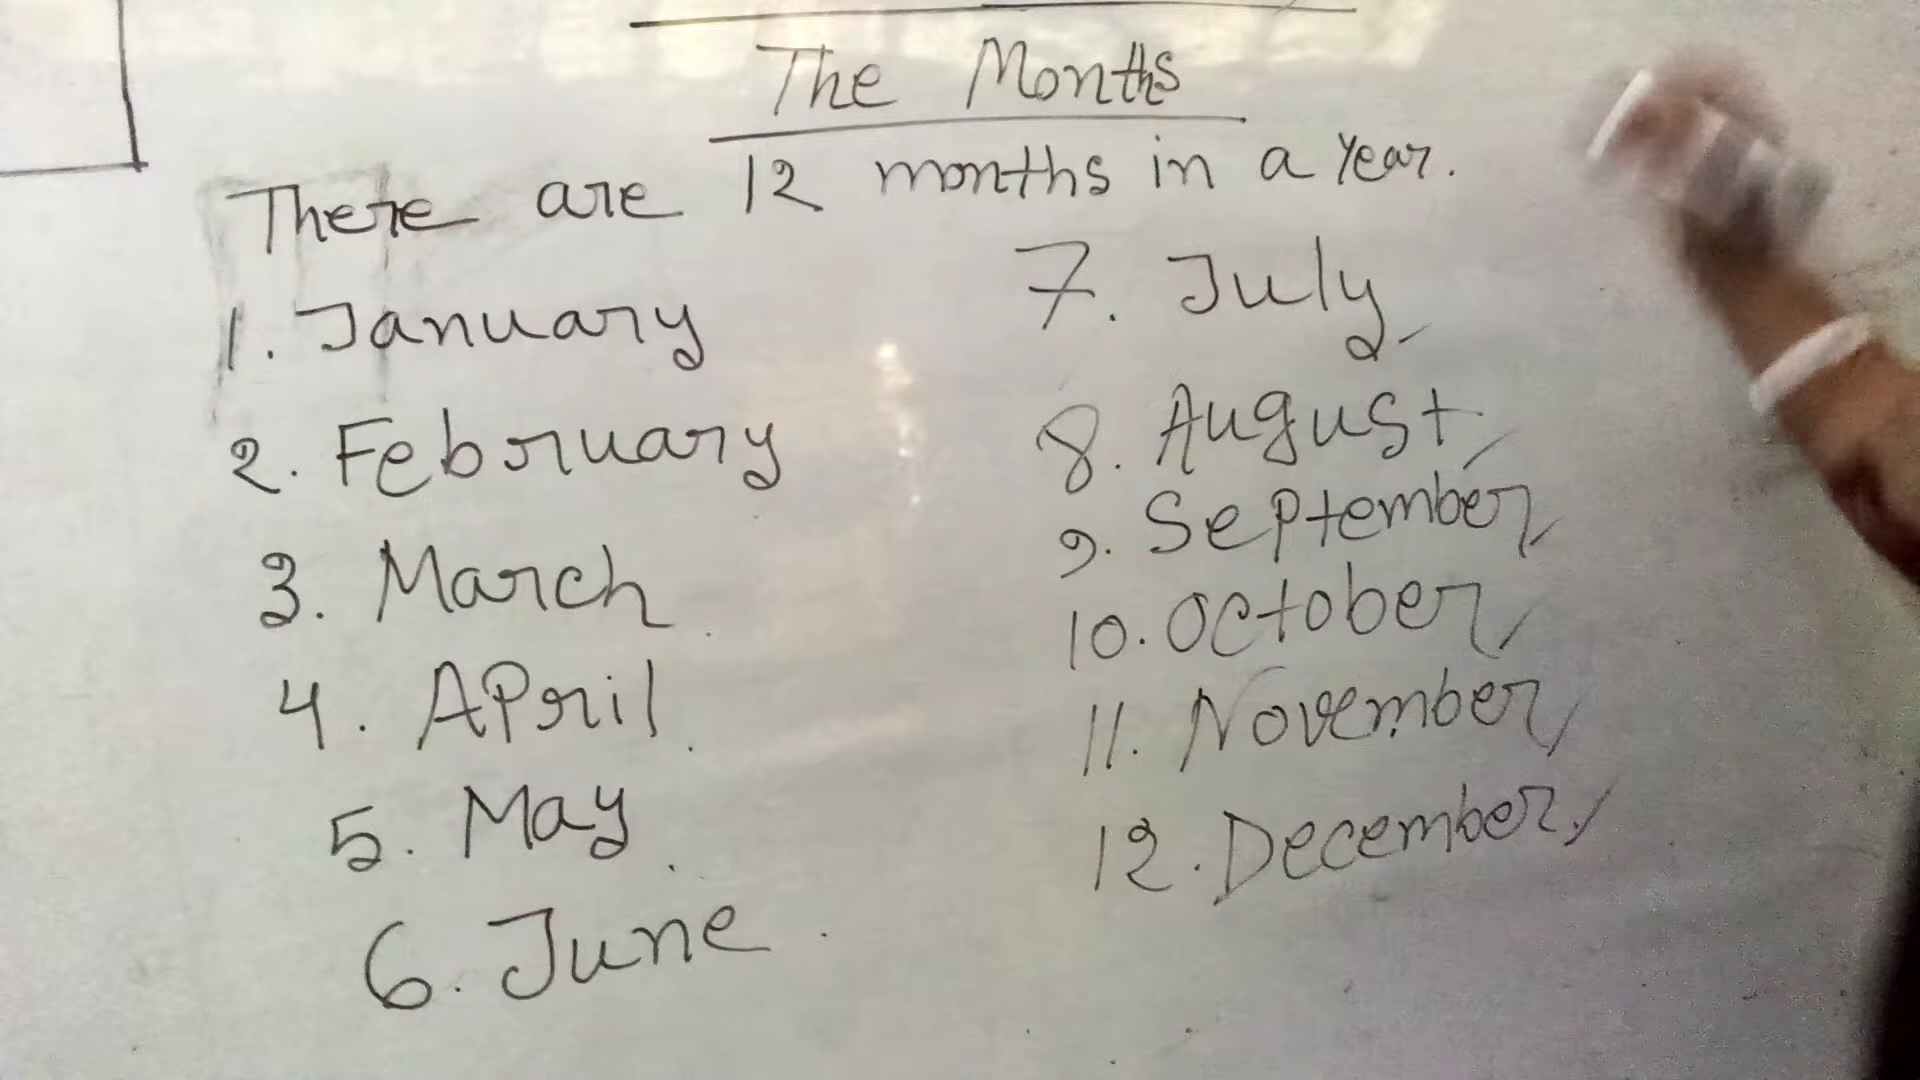 The Months
There are 12 months in a Year.
1. January
2. February
3. March
4. APril
5. May
6. June
7. July
8. August
9. September
10. October
11. November
12. December